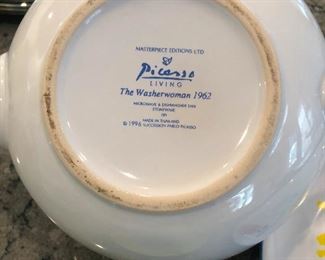 MASTERPIECE EDITIONS LTD
Picasso
LIVING
The Washerwoman 1962
MICROWAVE & DISHWASHER SAFE
STONEWARE
MADE IN THAILAND
© 1996 SUCCESSION PABLO PICASSO